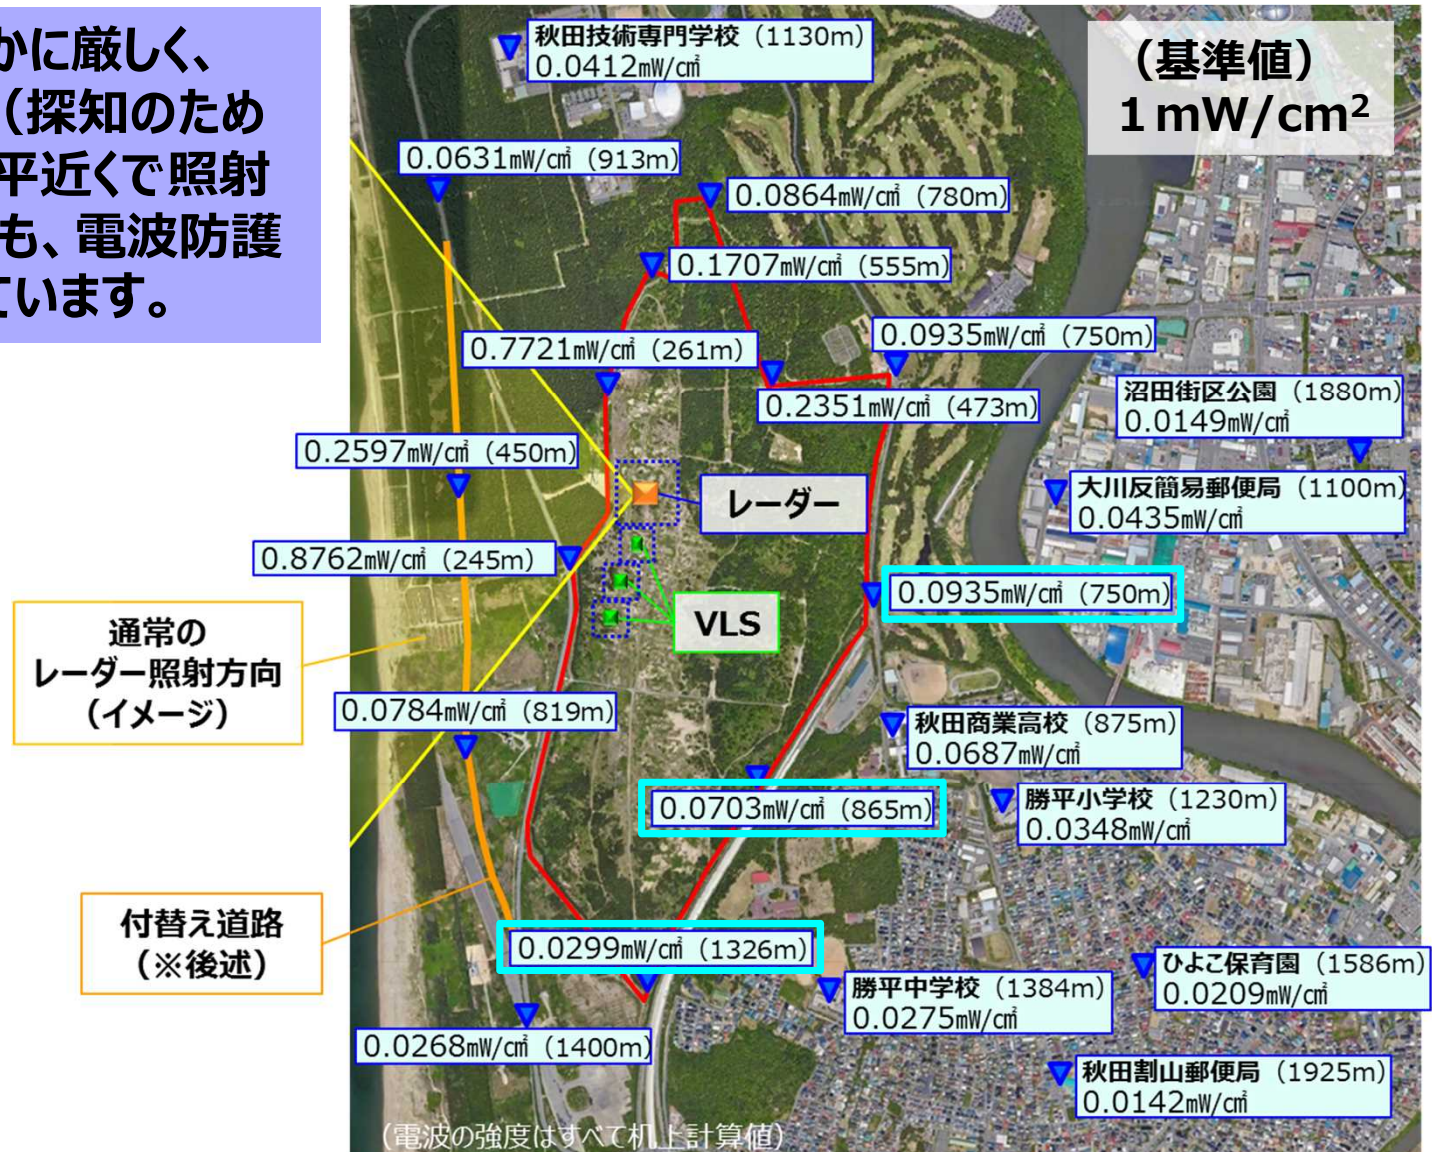 かに厳しく、
（探知のため
平近くで照射
も、電波防護
ています。
（基準値）
１mW/cm²
秋田技術専門学校（1130m）
0.0412mW/c㎡
0.0631mW/c㎡（913m）
0.0864mW/c㎡（780m）
0.1707mW/c㎡（555m）
0.7721mW/c㎡（261m）
0.0935mW/c㎡（750m）
0.2351mW/c㎡（473m）
沼田街区公園（1880m）
0.0149mW/c㎡
0.2597mW/c㎡（450m）
レーダー
大川反簡易郵便局（1100m）
0.0435mW/c㎡
0.8762mW/c㎡（245m）
0.0935mW/c㎡（750m）
VLS
通常の
レーダー照射方向
（イメージ）
0.0784mW/c㎡（819m）
秋田商業高校（875m）
0.0687mW/c㎡
0.0703mW/c㎡（865m）
勝平小学校（1230m）
0.0348mW/c㎡
付替え道路
（※後述）
0.0299mW/c㎡（1326m）
勝平中学校（1384m）
0.0275mW/c㎡
ひよこ保育園（1586m）
0.0209mW/c㎡
0.0268mW/c㎡（1400m）
秋田割山郵便局（1925m）
0.0142mW/c㎡
（電波の強度はすべて机上計算値）